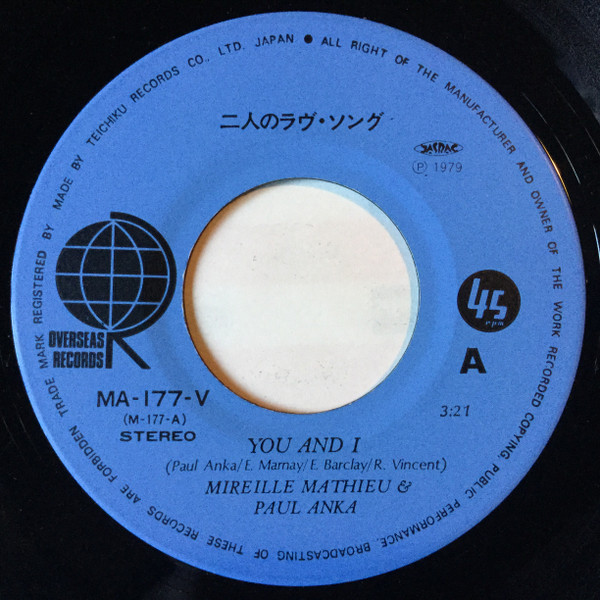 TRADE MARK REGISTERED BY MADE BY TEICHIKU RECORDS CO., LTD. JAPAN ● ALL RIGHT OF THE MANUFACTURER AND OWNER OF THE WORK RECORDED COPYING, PUBLIC PERFORMANCE, BROADCASTING OF THESE RECORDS ARE FORBIDDEN
二人のラヴ・ソング
JASRAC
Ⓟ 1979
OVERSEAS
RECORDS
45
rpm
A
MA-177-V
(M-177-A)
STEREO
3:21
YOU AND I
(Paul Anka/E. Marnay/E. Barclay/R. Vincent)
MIREILLE MATHIEU &
PAUL ANKA